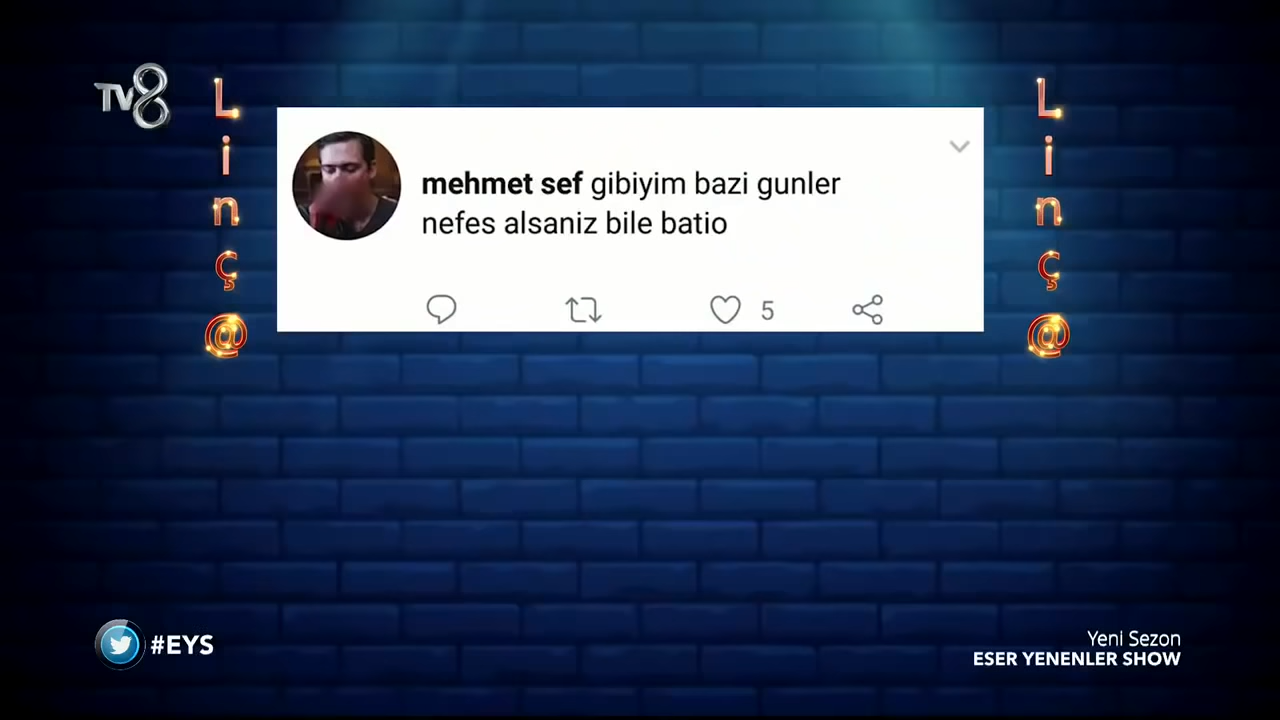 TV8
Linç@
Linç@
mehmet sef gibiyim bazi gunler
nefes alsaniz bile batio
5
#EYS
Yeni Sezon
ESER YENENLER SHOW